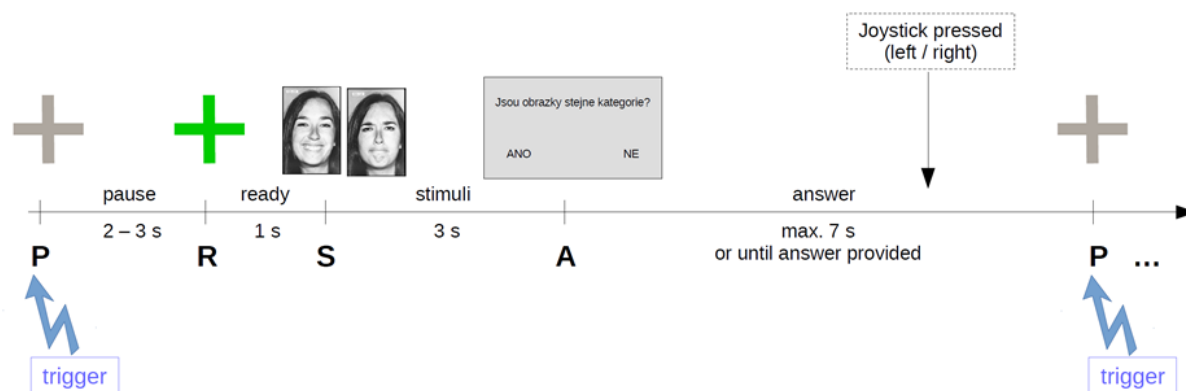 Joystick pressed
(left / right)
Jsou obrazky stejne kategorie?
ANO NE
pause ready stimuli answer
2 – 3 s 1 s 3 s max. 7 s
or until answer provided
P R S A P ...
trigger trigger